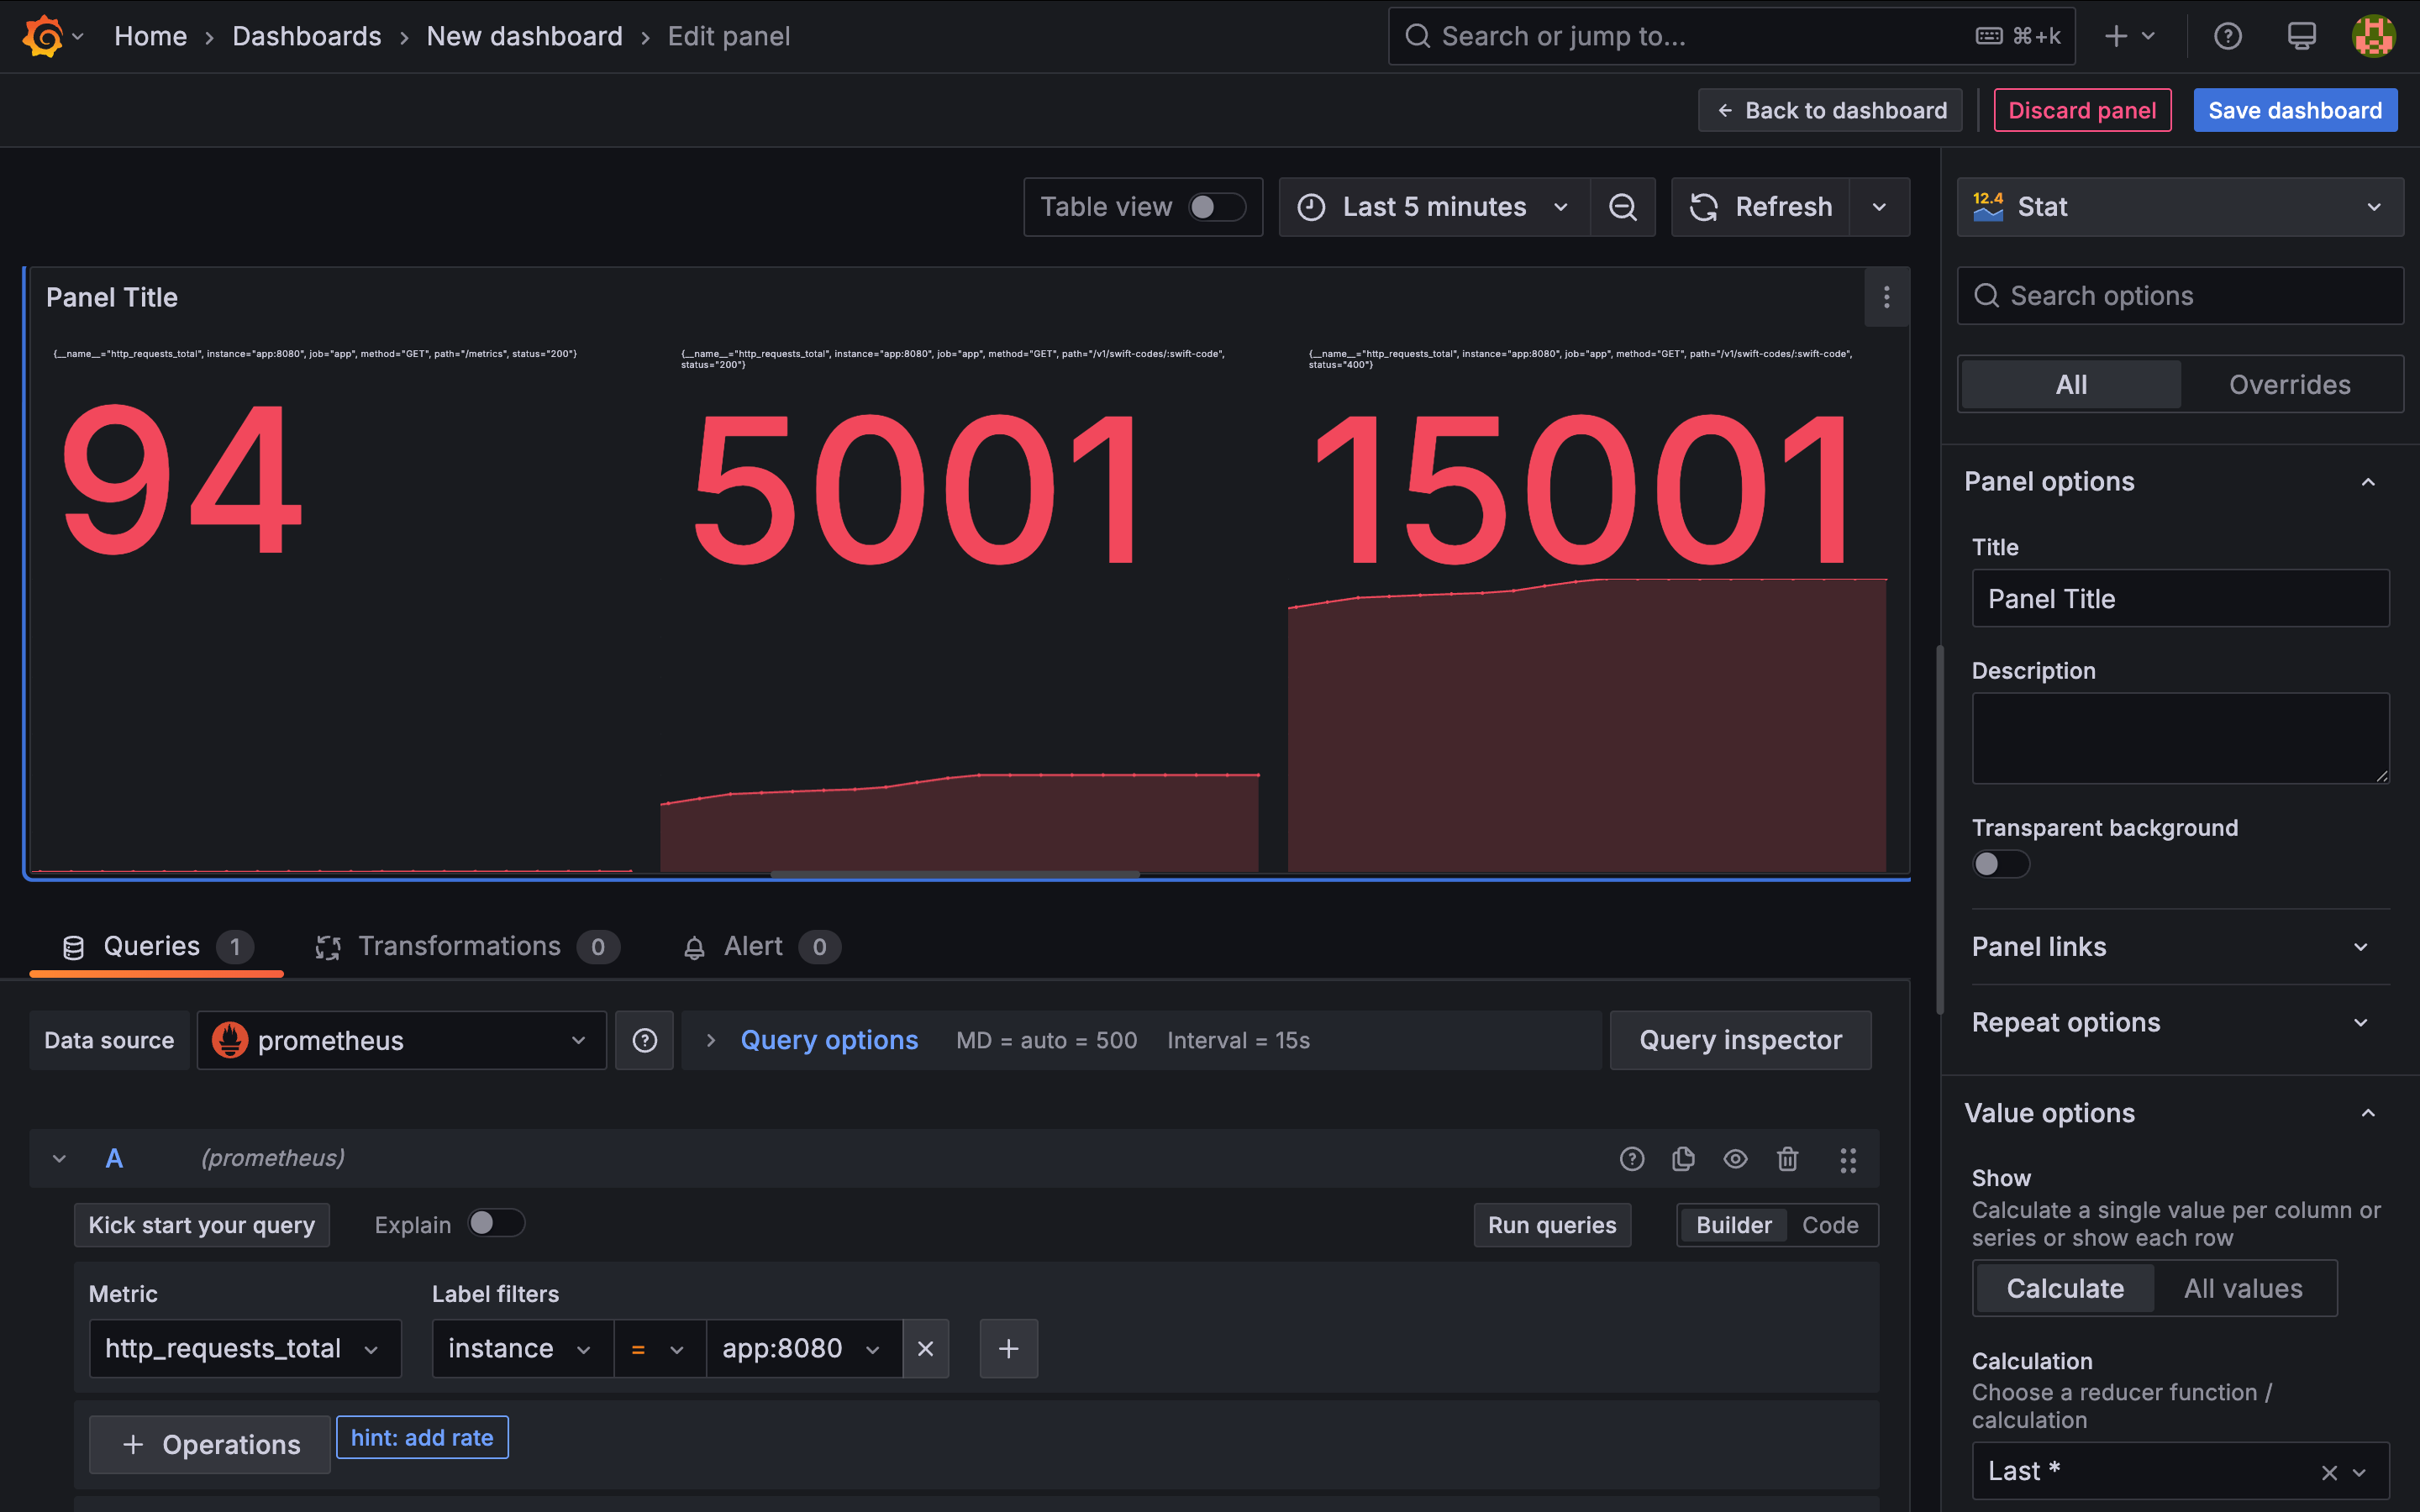 Home › Dashboards › New dashboard › Edit panel
Search or jump to...
⌘+k
← Back to dashboard
Discard panel
Save dashboard
Table view
Last 5 minutes
Refresh
Panel Title
{__name__="http_requests_total", instance="app:8080", job="app", method="GET", path="/metrics", status="200"}
94
{__name__="http_requests_total", instance="app:8080", job="app", method="GET", path="/v1/swift-codes/:swift-code",
status="200"}
5001
{__name__="http_requests_total", instance="app:8080", job="app", method="GET", path="/v1/swift-codes/:swift-code",
status="400"}
15001
Queries 1
Transformations 0
Alert 0
Data source
prometheus
Query options
MD = auto = 500
Interval = 15s
Query inspector
A
(prometheus)
Kick start your query
Explain
Run queries
Builder
Code
Metric
Label filters
http_requests_total
instance
=
app:8080
+ Operations
hint: add rate
12.4
Stat
Search options
All
Overrides
Panel options
Title
Panel Title
Description
Transparent background
Panel links
Repeat options
Value options
Show
Calculate a single value per column or
series or show each row
Calculate
All values
Calculation
Choose a reducer function /
calculation
Last *